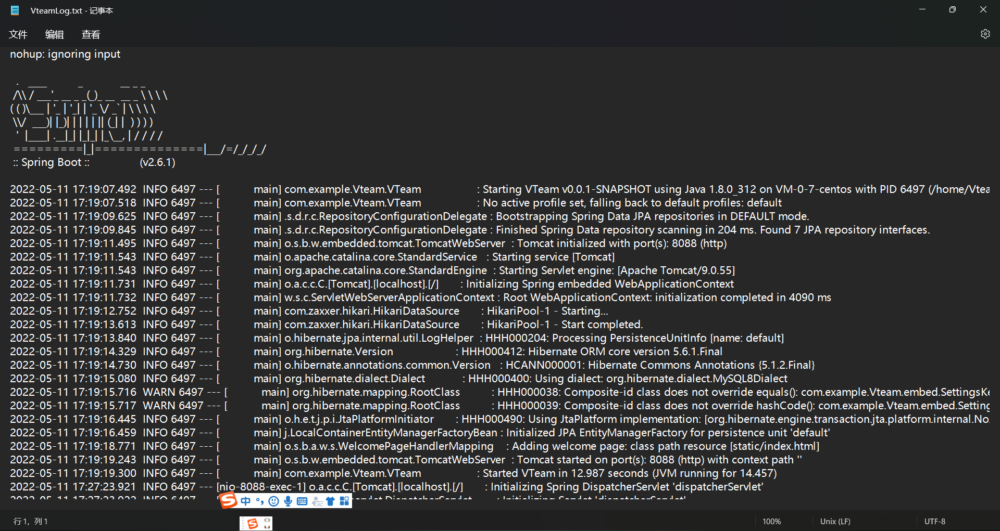 VteamLog.txt - 记事本
文件 编辑 查看
nohup: ignoring input
  .   ____          _            __ _ _
 /\\ / ___'_ __ _ _(_)_ __  __ _ \ \ \ \
( ( )\___ | '_ | '_| | '_ \/ _` | \ \ \ \
 \\/  ___)| |_)| | | | | || (_| |  ) ) ) )
  '  |____| .__|_| |_|_| |_\__, | / / / /
 =========|_|==============|___/=/_/_/_/
 :: Spring Boot ::                (v2.6.1)
2022-05-11 17:19:07.492  INFO 6497 --- [           main] com.example.Vteam.VTeam                  : Starting VTeam v0.0.1-SNAPSHOT using Java 1.8.0_312 on VM-0-7-centos with PID 6497 (/home/Vtea
2022-05-11 17:19:07.518  INFO 6497 --- [           main] com.example.Vteam.VTeam                  : No active profile set, falling back to default profiles: default
2022-05-11 17:19:09.625  INFO 6497 --- [           main] .s.d.r.c.RepositoryConfigurationDelegate : Bootstrapping Spring Data JPA repositories in DEFAULT mode.
2022-05-11 17:19:09.845  INFO 6497 --- [           main] .s.d.r.c.RepositoryConfigurationDelegate : Finished Spring Data repository scanning in 204 ms. Found 7 JPA repository interfaces.
2022-05-11 17:19:11.495  INFO 6497 --- [           main] o.s.b.w.embedded.tomcat.TomcatWebServer  : Tomcat initialized with port(s): 8088 (http)
2022-05-11 17:19:11.543  INFO 6497 --- [           main] o.apache.catalina.core.StandardService   : Starting service [Tomcat]
2022-05-11 17:19:11.543  INFO 6497 --- [           main] org.apache.catalina.core.StandardEngine  : Starting Servlet engine: [Apache Tomcat/9.0.55]
2022-05-11 17:19:11.731  INFO 6497 --- [           main] o.a.c.c.C.[Tomcat].[localhost].[/]       : Initializing Spring embedded WebApplicationContext
2022-05-11 17:19:11.732  INFO 6497 --- [           main] w.s.c.ServletWebServerApplicationContext : Root WebApplicationContext: initialization completed in 4090 ms
2022-05-11 17:19:12.752  INFO 6497 --- [           main] com.zaxxer.hikari.HikariDataSource       : HikariPool-1 - Starting...
2022-05-11 17:19:13.613  INFO 6497 --- [           main] com.zaxxer.hikari.HikariDataSource       : HikariPool-1 - Start completed.
2022-05-11 17:19:13.840  INFO 6497 --- [           main] o.hibernate.jpa.internal.util.LogHelper  : HHH000204: Processing PersistenceUnitInfo [name: default]
2022-05-11 17:19:14.329  INFO 6497 --- [           main] org.hibernate.Version                    : HHH000412: Hibernate ORM core version 5.6.1.Final
2022-05-11 17:19:14.730  INFO 6497 --- [           main] o.hibernate.annotations.common.Version   : HCANN000001: Hibernate Commons Annotations {5.1.2.Final}
2022-05-11 17:19:15.080  INFO 6497 --- [           main] org.hibernate.dialect.Dialect            : HHH000400: Using dialect: org.hibernate.dialect.MySQL8Dialect
2022-05-11 17:19:15.716  WARN 6497 --- [           main] org.hibernate.mapping.RootClass          : HHH000038: Composite-id class does not override equals(): com.example.Vteam.embed.SettingsKe
2022-05-11 17:19:15.717  WARN 6497 --- [           main] org.hibernate.mapping.RootClass          : HHH000039: Composite-id class does not override hashCode(): com.example.Vteam.embed.Setting
2022-05-11 17:19:16.445  INFO 6497 --- [           main] o.h.e.t.j.p.i.JtaPlatformInitiator       : HHH000490: Using JtaPlatform implementation: [org.hibernate.engine.transaction.jta.platform.internal.No
2022-05-11 17:19:16.459  INFO 6497 --- [           main] j.LocalContainerEntityManagerFactoryBean : Initialized JPA EntityManagerFactory for persistence unit 'default'
2022-05-11 17:19:18.771  INFO 6497 --- [           main] o.s.b.a.w.s.WelcomePageHandlerMapping    : Adding welcome page: class path resource [static/index.html]
2022-05-11 17:19:19.243  INFO 6497 --- [           main] o.s.b.w.embedded.tomcat.TomcatWebServer  : Tomcat started on port(s): 8088 (http) with context path ''
2022-05-11 17:19:19.300  INFO 6497 --- [           main] com.example.Vteam.VTeam                  : Started VTeam in 12.987 seconds (JVM running for 14.457)
2022-05-11 17:27:23.921  INFO 6497 --- [nio-8088-exec-1] o.a.c.c.C.[Tomcat].[localhost].[/]       : Initializing Spring DispatcherServlet 'dispatcherServlet'
中
行 1, 列 1 100% Unix (LF) UTF-8